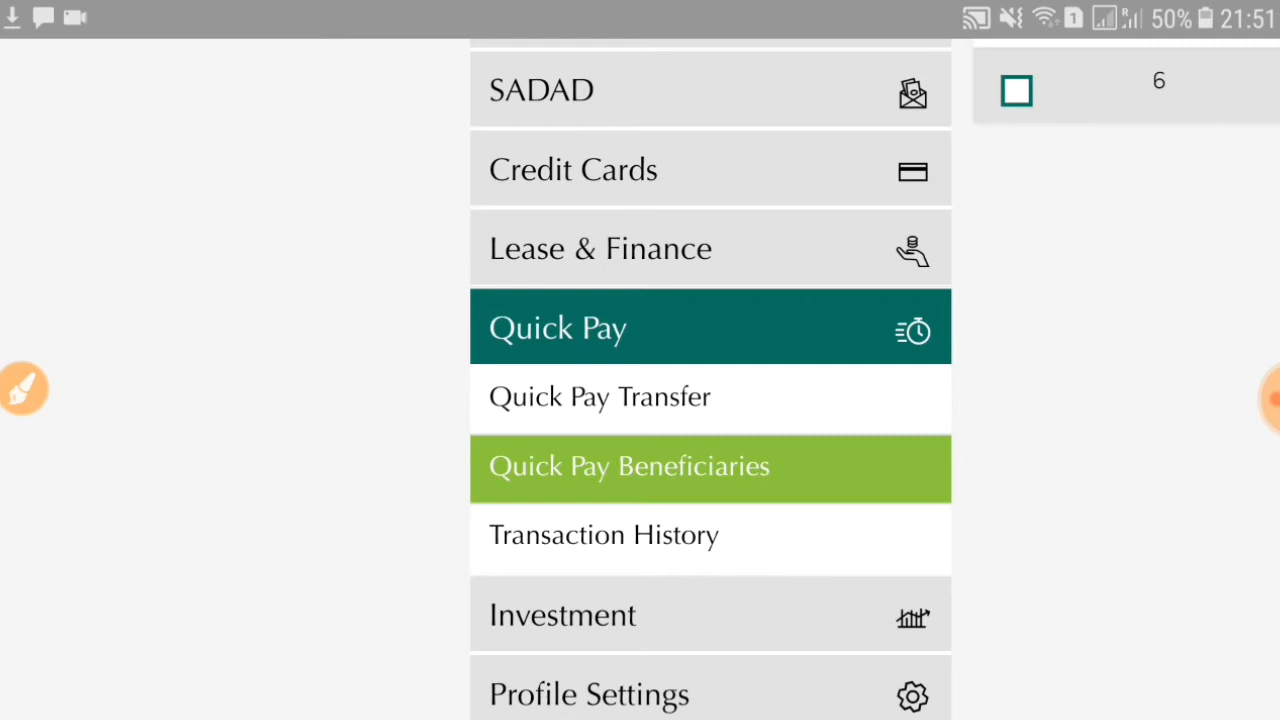 1 R 50% 21:51
SADAD
6
Credit Cards
Lease & Finance
Quick Pay
Quick Pay Transfer
Quick Pay Beneficiaries
Transaction History
Investment
Profile Settings